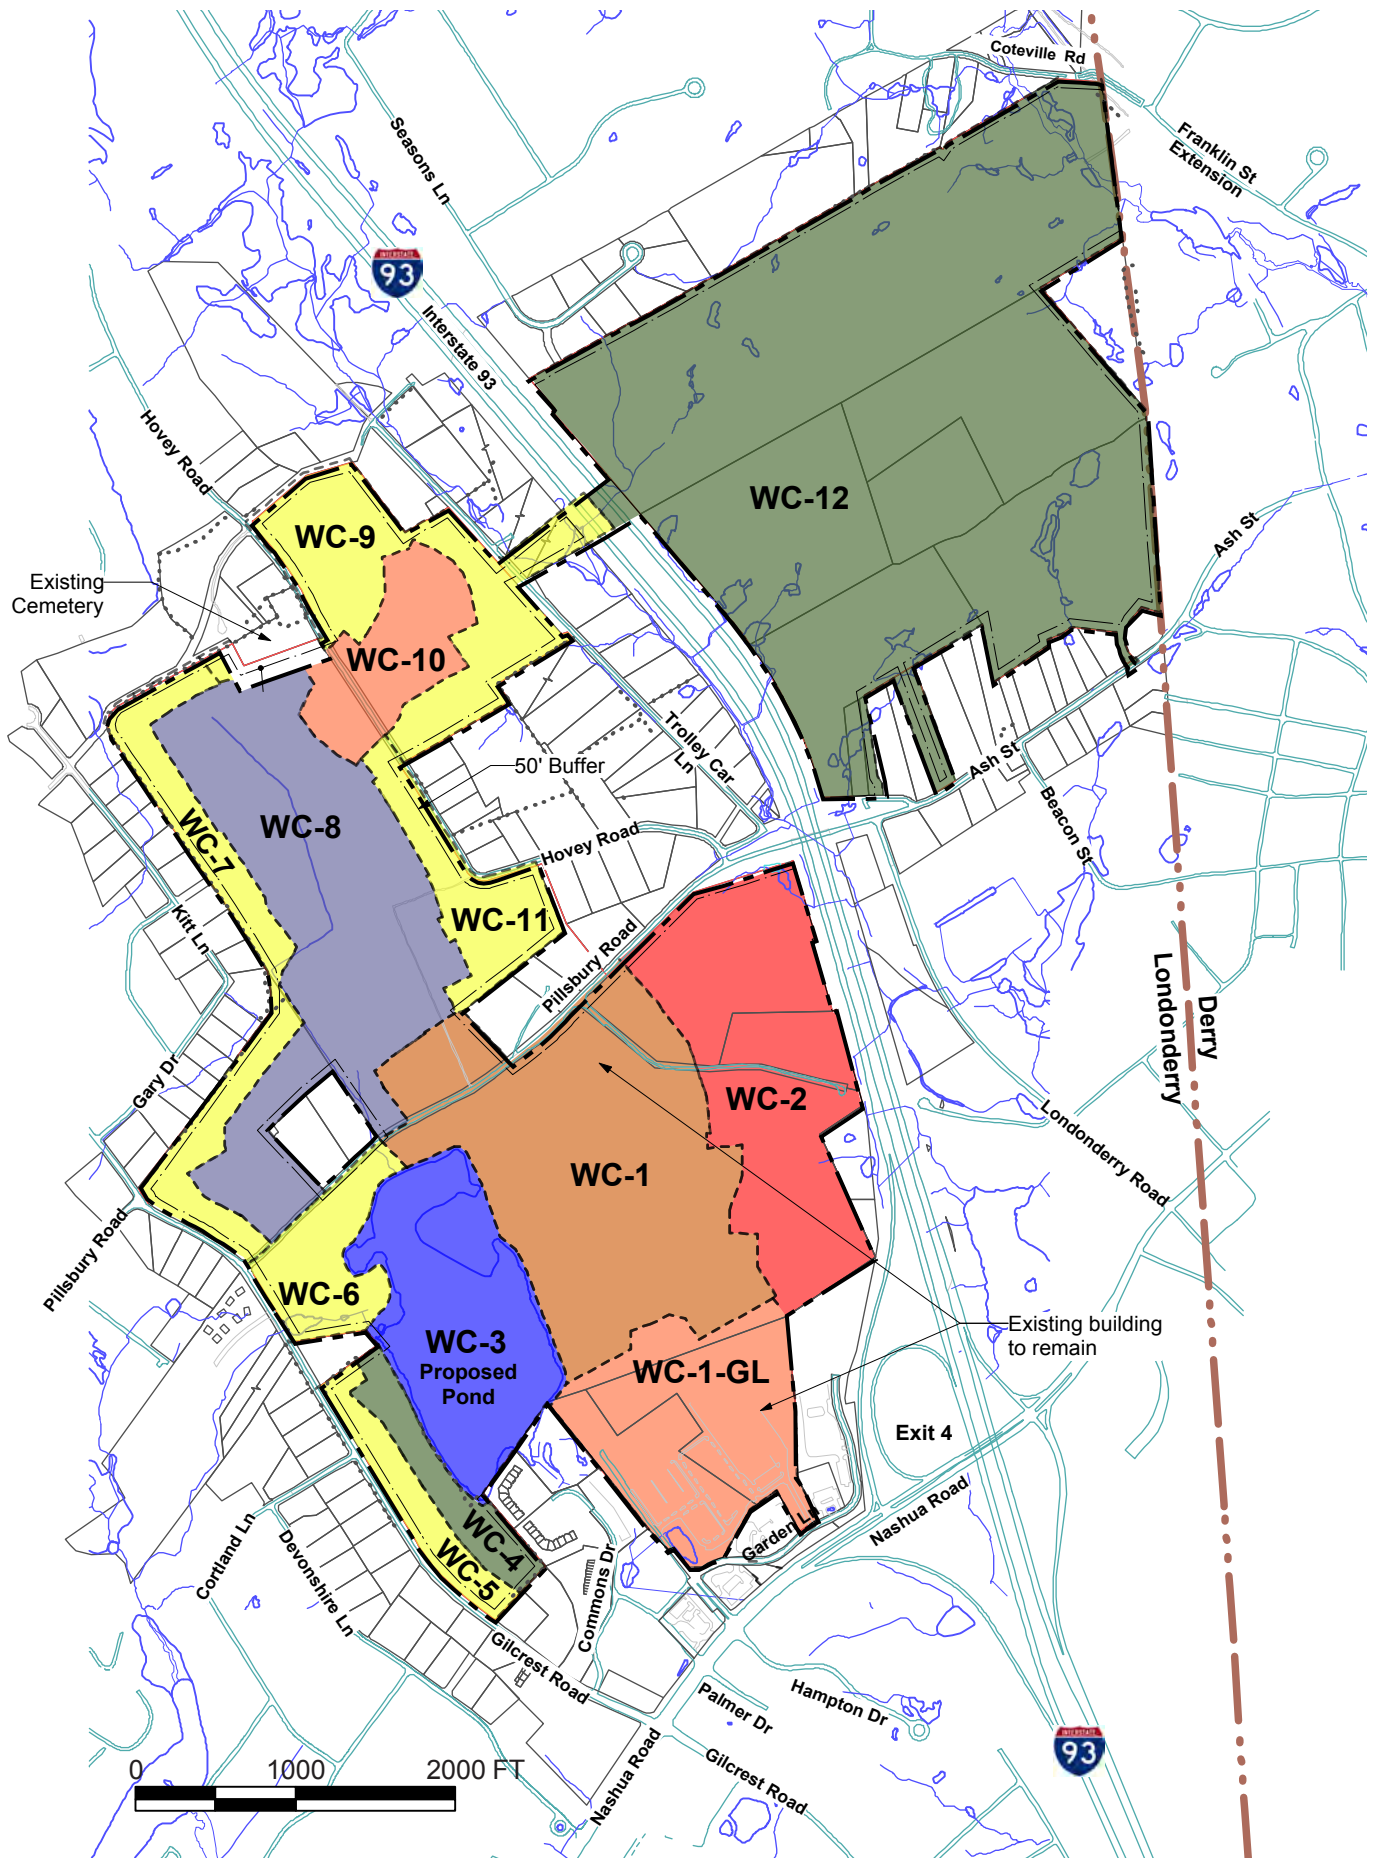 Coteville Rd
Franklin St
Extension
Seasons Ln
INTERSTATE
93
Interstate 93
Hovey Road
WC-12
WC-9
Ash St
Existing
Cemetery
WC-10
Trolley Car
Ln
50' Buffer
Ash St
Beacon St
WC-8
WC-7
Hovey Road
Kitt Ln
WC-11
Pillsbury Road
Derry
Londonderry
Gary Dr
WC-2
Londonderry Road
WC-1
Pillsbury Road
WC-6
WC-3
Proposed
Pond
Existing building
to remain
WC-1-GL
Exit 4
Nashua Road
Garden Ln
WC-4
WC-5
Cortland Ln
Devonshire Ln
Commons Dr
Gilcrest Road
Palmer Dr
Hampton Dr
INTERSTATE
93
Gilcrest Road
Nashua Road
0 1000 2000 FT